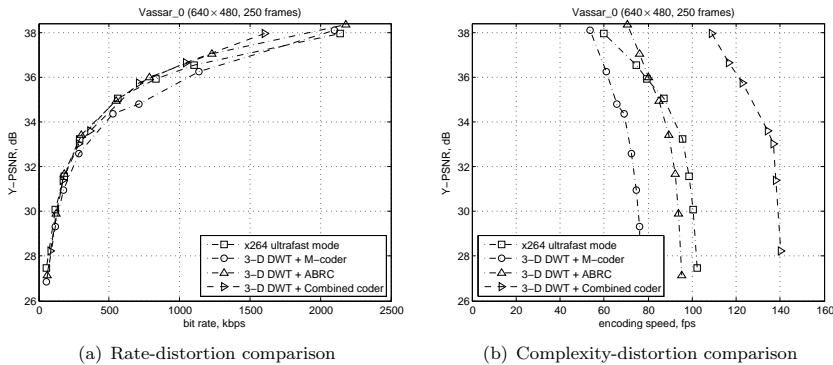 Vassar_0 (640×480, 250 frames)
38
36
34
32
30
28
26
Y−PSNR, dB
x264 ultrafast mode
3−D DWT + M−coder
3−D DWT + ABRC
3−D DWT + Combined coder
0 500 1000 1500 2000 2500
bit rate, kbps
(a) Rate-distortion comparison
Vassar_0 (640×480, 250 frames)
38
36
34
32
30
28
26
Y−PSNR, dB
x264 ultrafast mode
3−D DWT + M−coder
3−D DWT + ABRC
3−D DWT + Combined coder
0 20 40 60 80 100 120 140 160
encoding speed, fps
(b) Complexity-distortion comparison